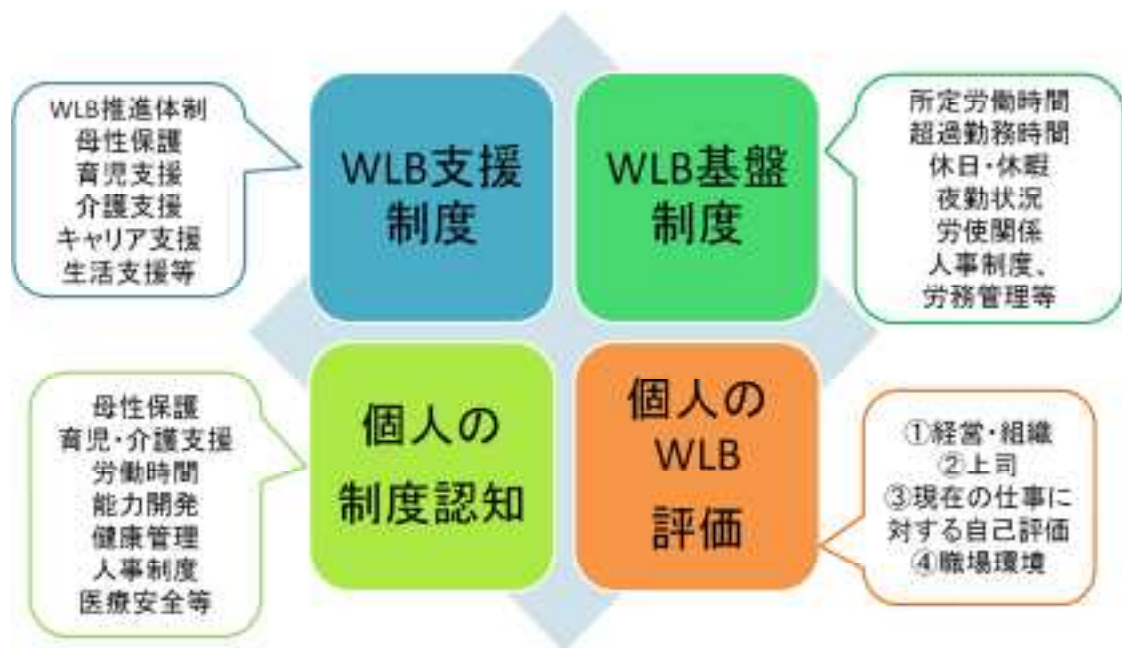 WLB推進体制
母性保護
育児支援
介護支援
キャリア支援
生活支援等
WLB支援
制度
WLB基盤
制度
所定労働時間
超過勤務時間
休日・休暇
夜勤状況
労使関係
人事制度、
労務管理等
母性保護
育児・介護支援
労働時間
能力開発
健康管理
人事制度
医療安全等
個人の
制度認知
個人の
WLB
評価
①経営・組織
②上司
③現在の仕事に
対する自己評価
④職場環境